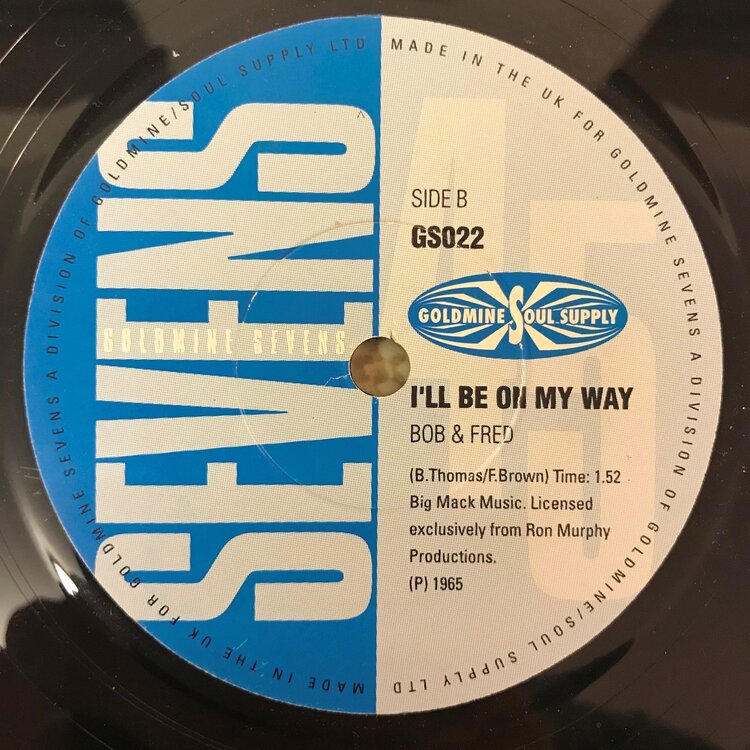 MADE IN THE UK FOR GOLDMINE SEVENS A DIVISION OF GOLDMINE/SOUL SUPPLY LTD
MADE IN THE UK FOR GOLDMINE SEVENS A DIVISION OF GOLDMINE/SOUL SUPPLY LTD
SEVENS
GOLDMINE SEVENS
45
SIDE B
GS022
GOLDMINE SOUL SUPPLY
I'LL BE ON MY WAY
BOB & FRED
(B.Thomas/F.Brown) Time: 1.52
Big Mack Music. Licensed
exclusively from Ron Murphy
Productions.
(P) 1965